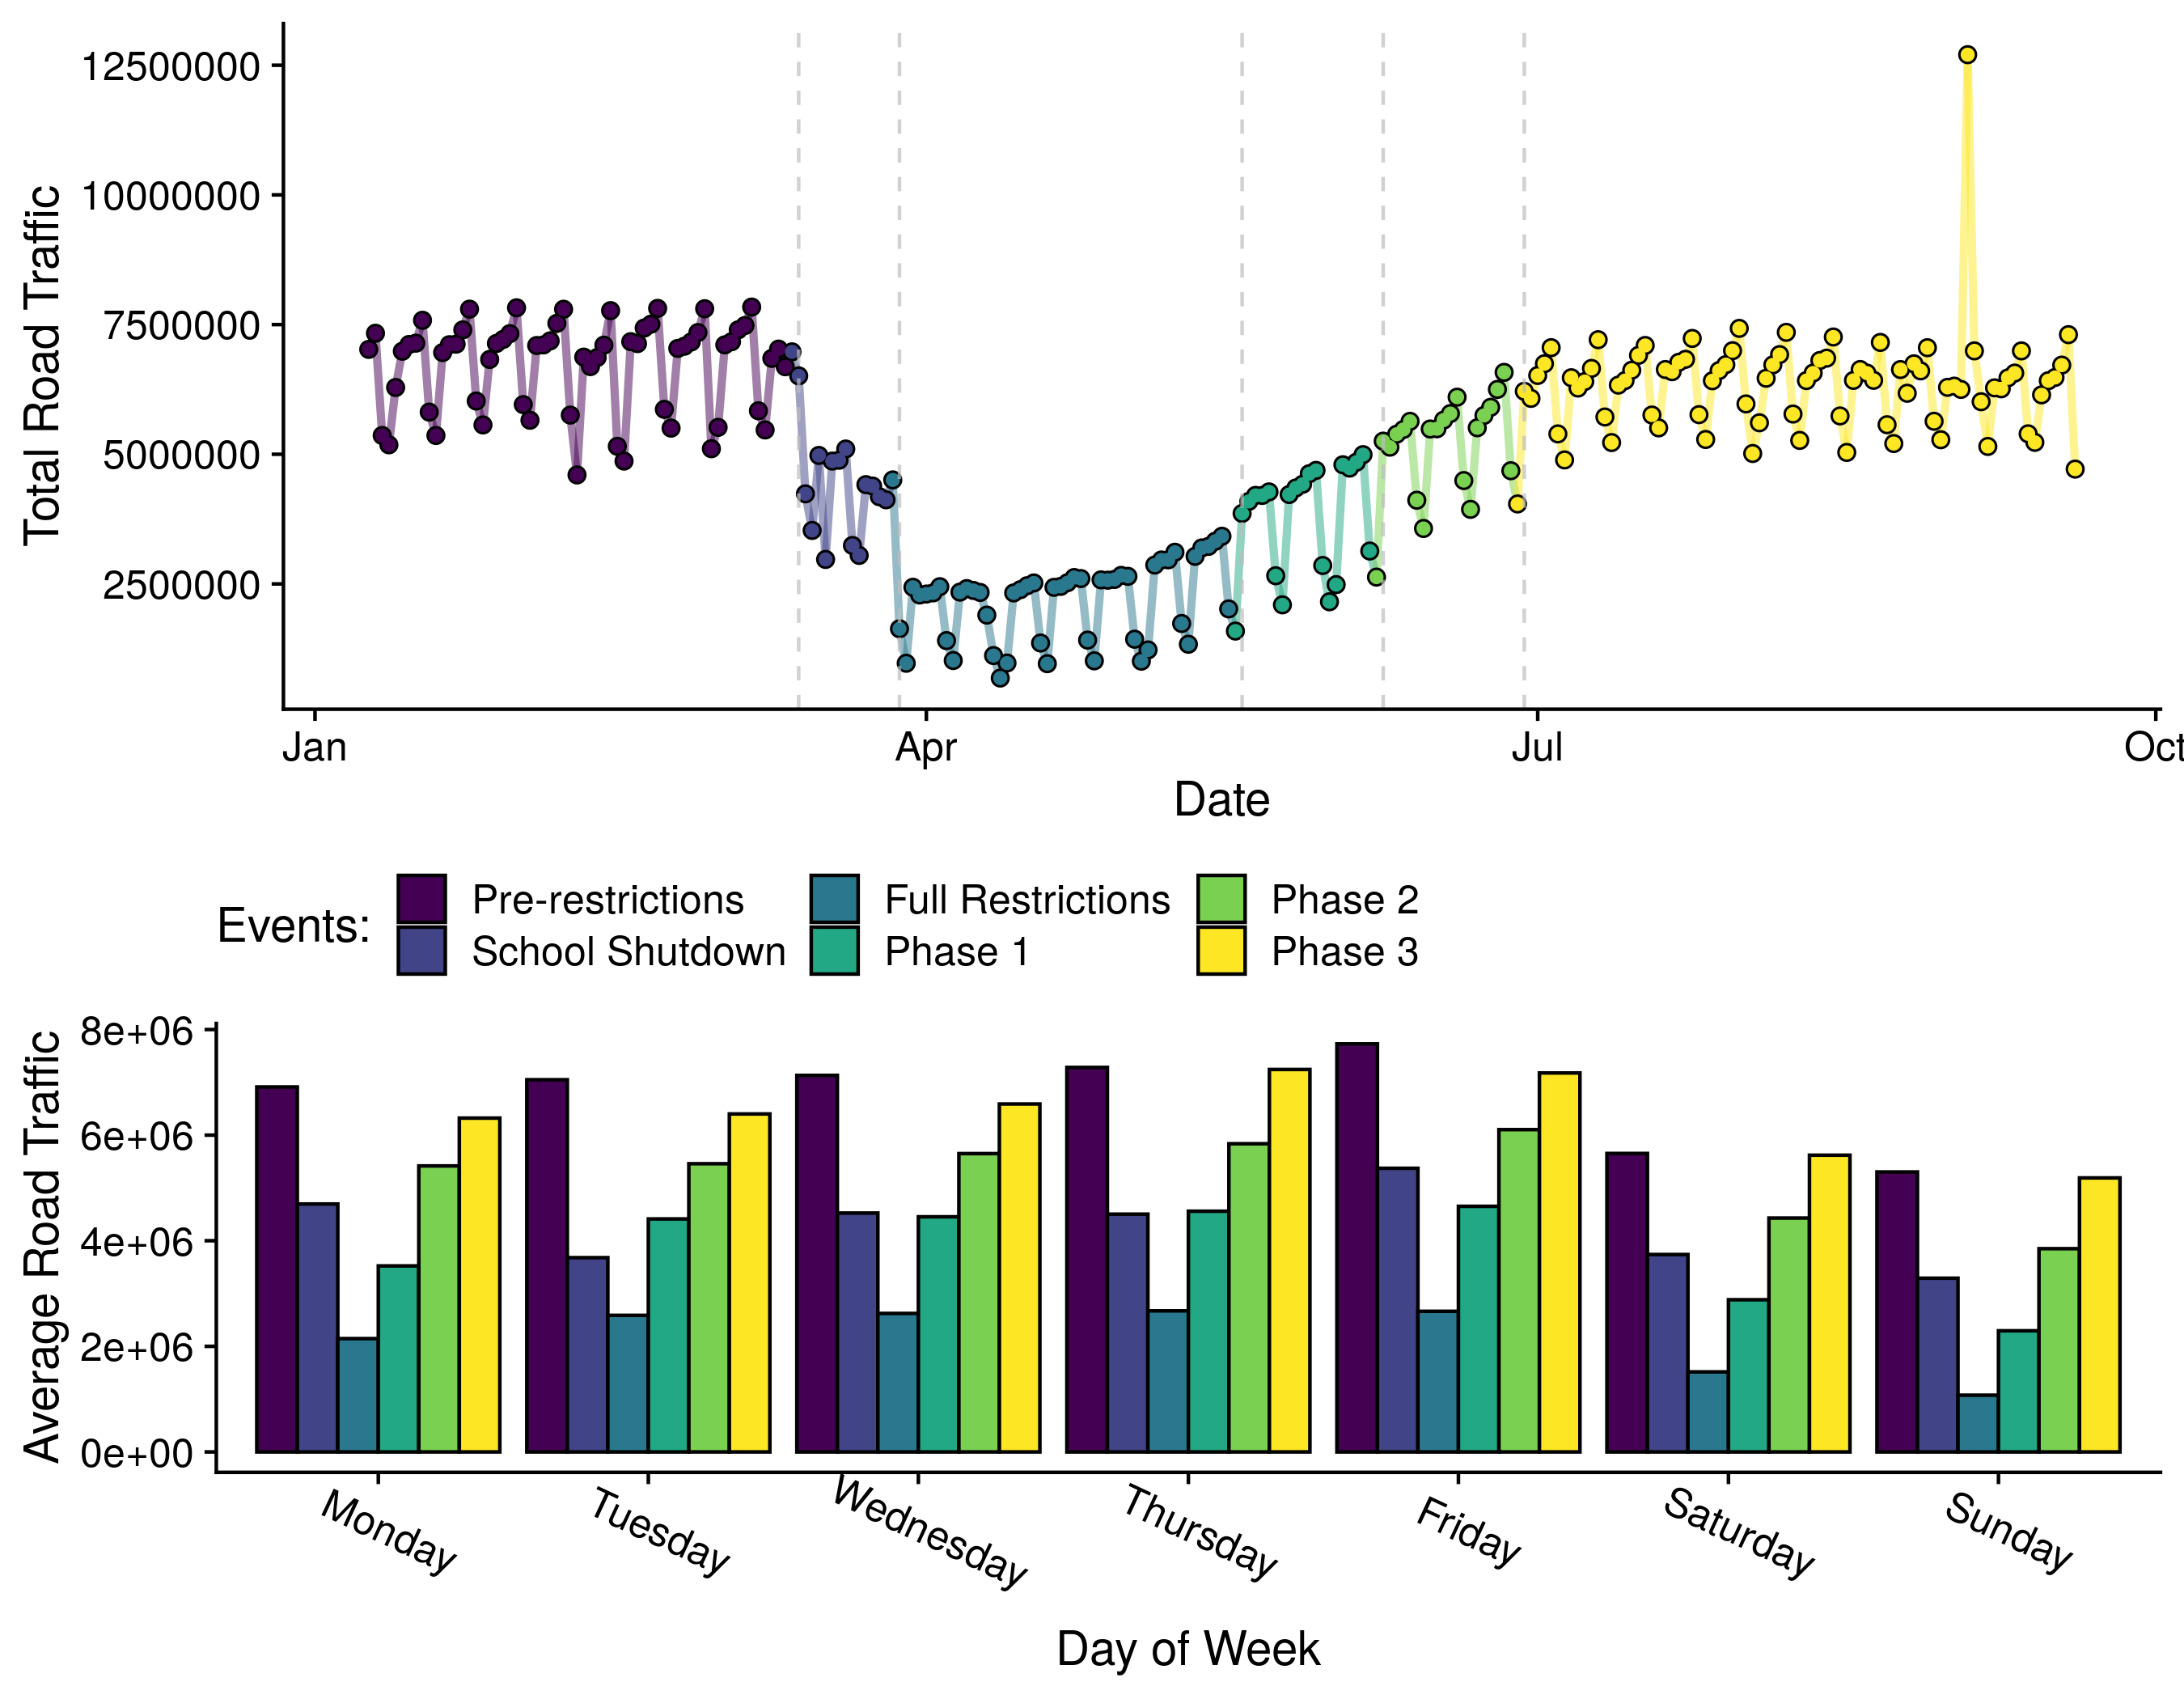 12500000
10000000
7500000
5000000
2500000
Total Road Traffic
Jan Apr Jul Oct
Date
Events:
Pre-restrictions Full Restrictions Phase 2
School Shutdown Phase 1 Phase 3
8e+06
6e+06
4e+06
2e+06
0e+00
Average Road Traffic
Monday Tuesday Wednesday Thursday Friday Saturday Sunday
Day of Week